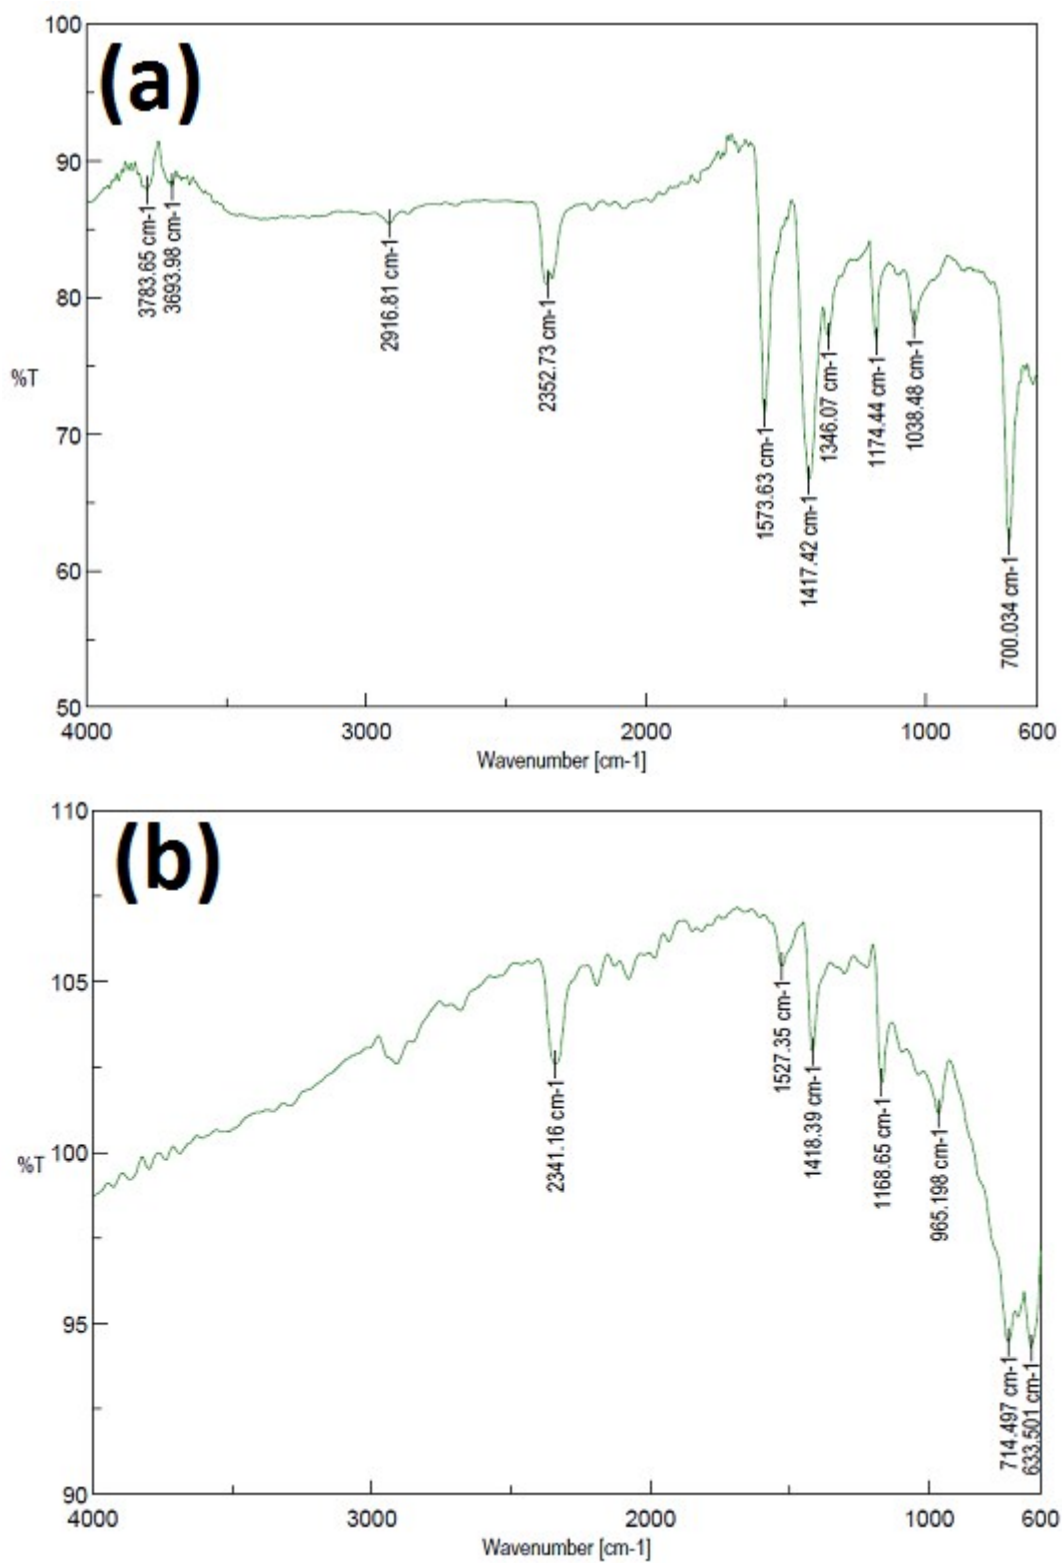 (a)
100
90
80
70
60
50
%T
3783.65 cm-1
3693.98 cm-1
2916.81 cm-1
2352.73 cm-1
1573.63 cm-1
1417.42 cm-1
1346.07 cm-1
1174.44 cm-1
1038.48 cm-1
700.034 cm-1
4000
3000
2000
1000
600
Wavenumber [cm-1]
(b)
110
105
100
95
90
%T
2341.16 cm-1
1527.35 cm-1
1418.39 cm-1
1168.65 cm-1
965.198 cm-1
714.497 cm-1
633.501 cm-1
4000
3000
2000
1000
600
Wavenumber [cm-1]